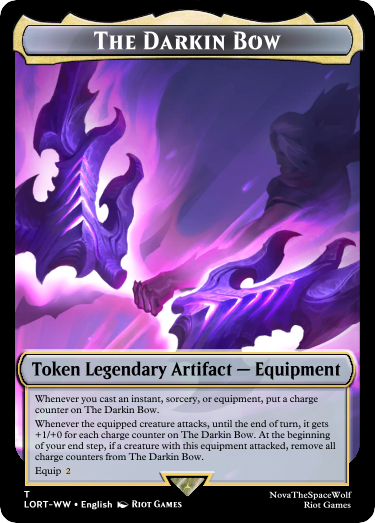 The Darkin Bow
Token Legendary Artifact — Equipment
Whenever you cast an instant, sorcery, or equipment, put a charge
counter on The Darkin Bow.
Whenever the equipped creature attacks, until the end of turn, it gets
+1/+0 for each charge counter on The Darkin Bow. At the beginning
of your end step, if a creature with this equipment attacked, remove all
charge counters from The Darkin Bow.
Equip 2
T
LORT-WW • English Riot Games
NovaTheSpaceWolf
Riot Games